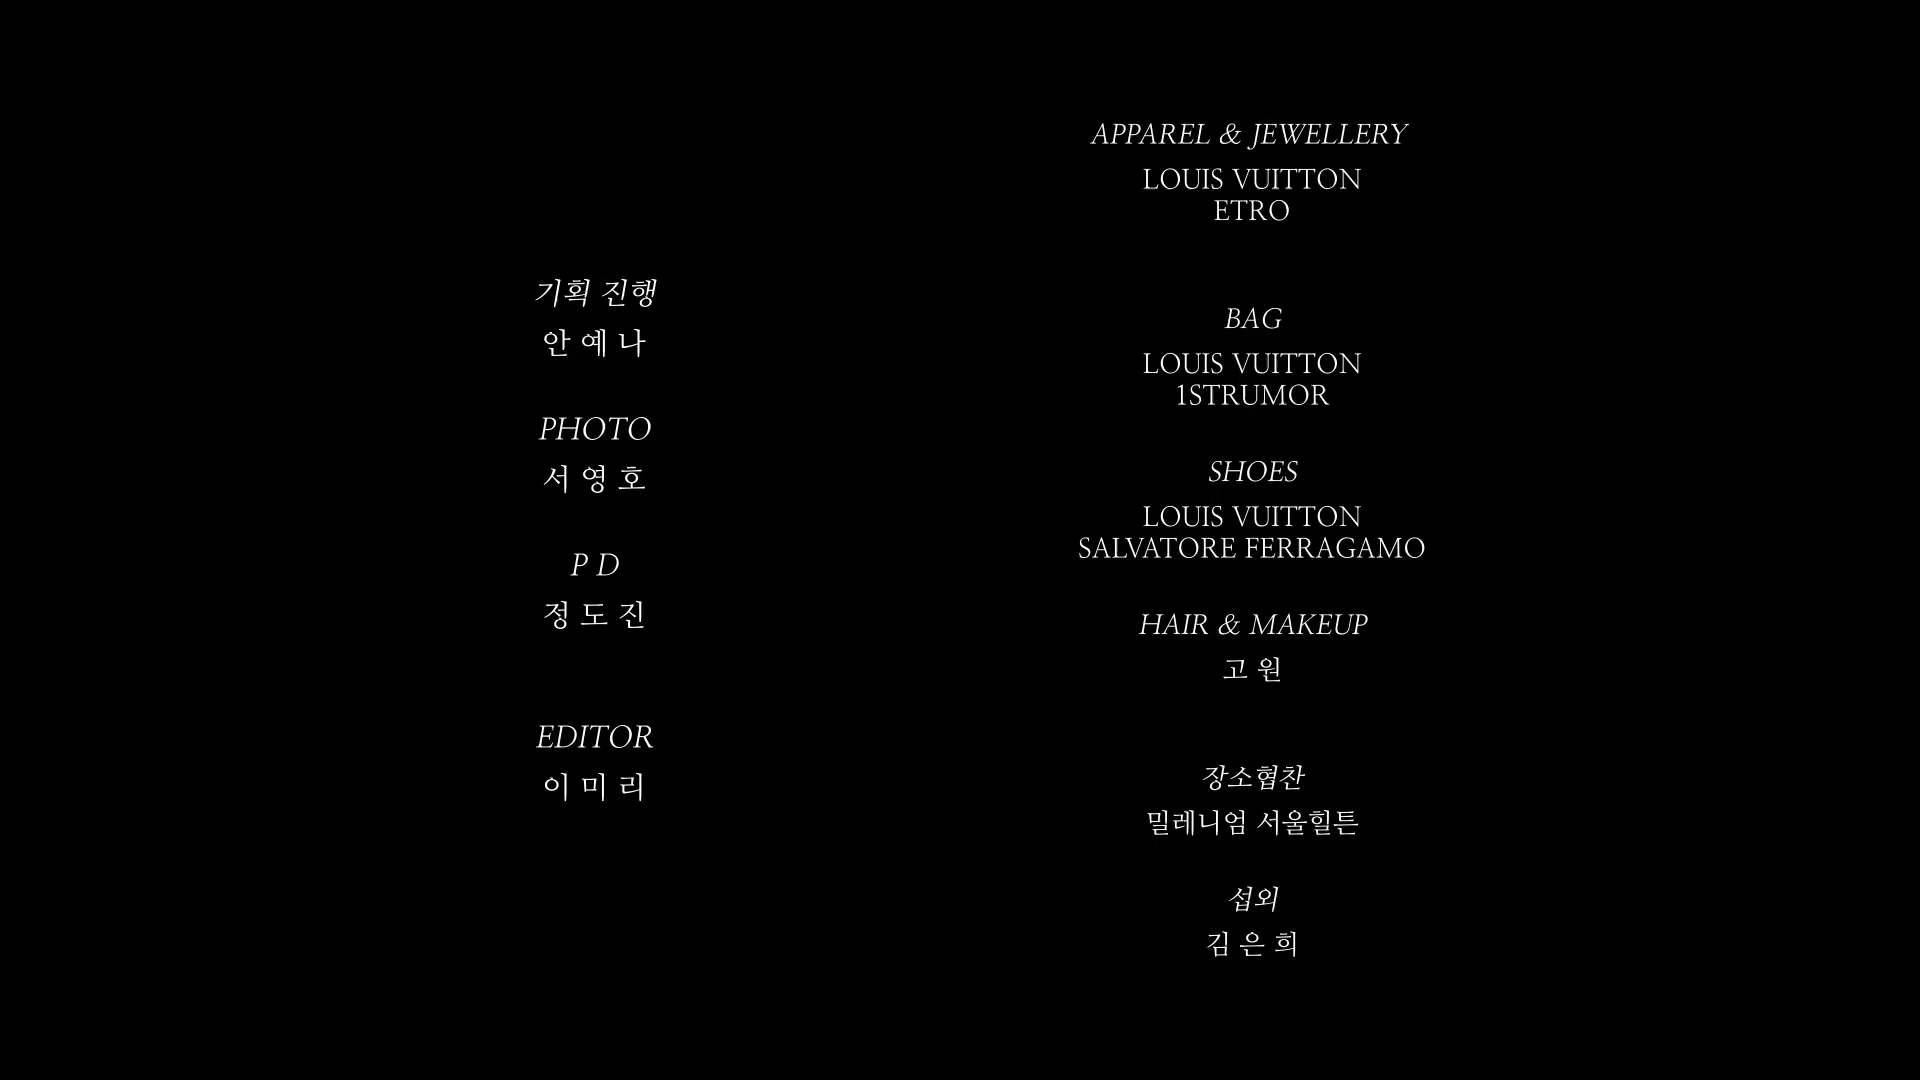 기획 진행
안 예 나
PHOTO
서 영 호
P D
정 도 진
EDITOR
이 미 리
APPAREL & JEWELLERY
LOUIS VUITTON
ETRO
BAG
LOUIS VUITTON
1STRUMOR
SHOES
LOUIS VUITTON
SALVATORE FERRAGAMO
HAIR & MAKEUP
고 원
장소협찬
밀레니엄 서울힐튼
섭외
김 은 희